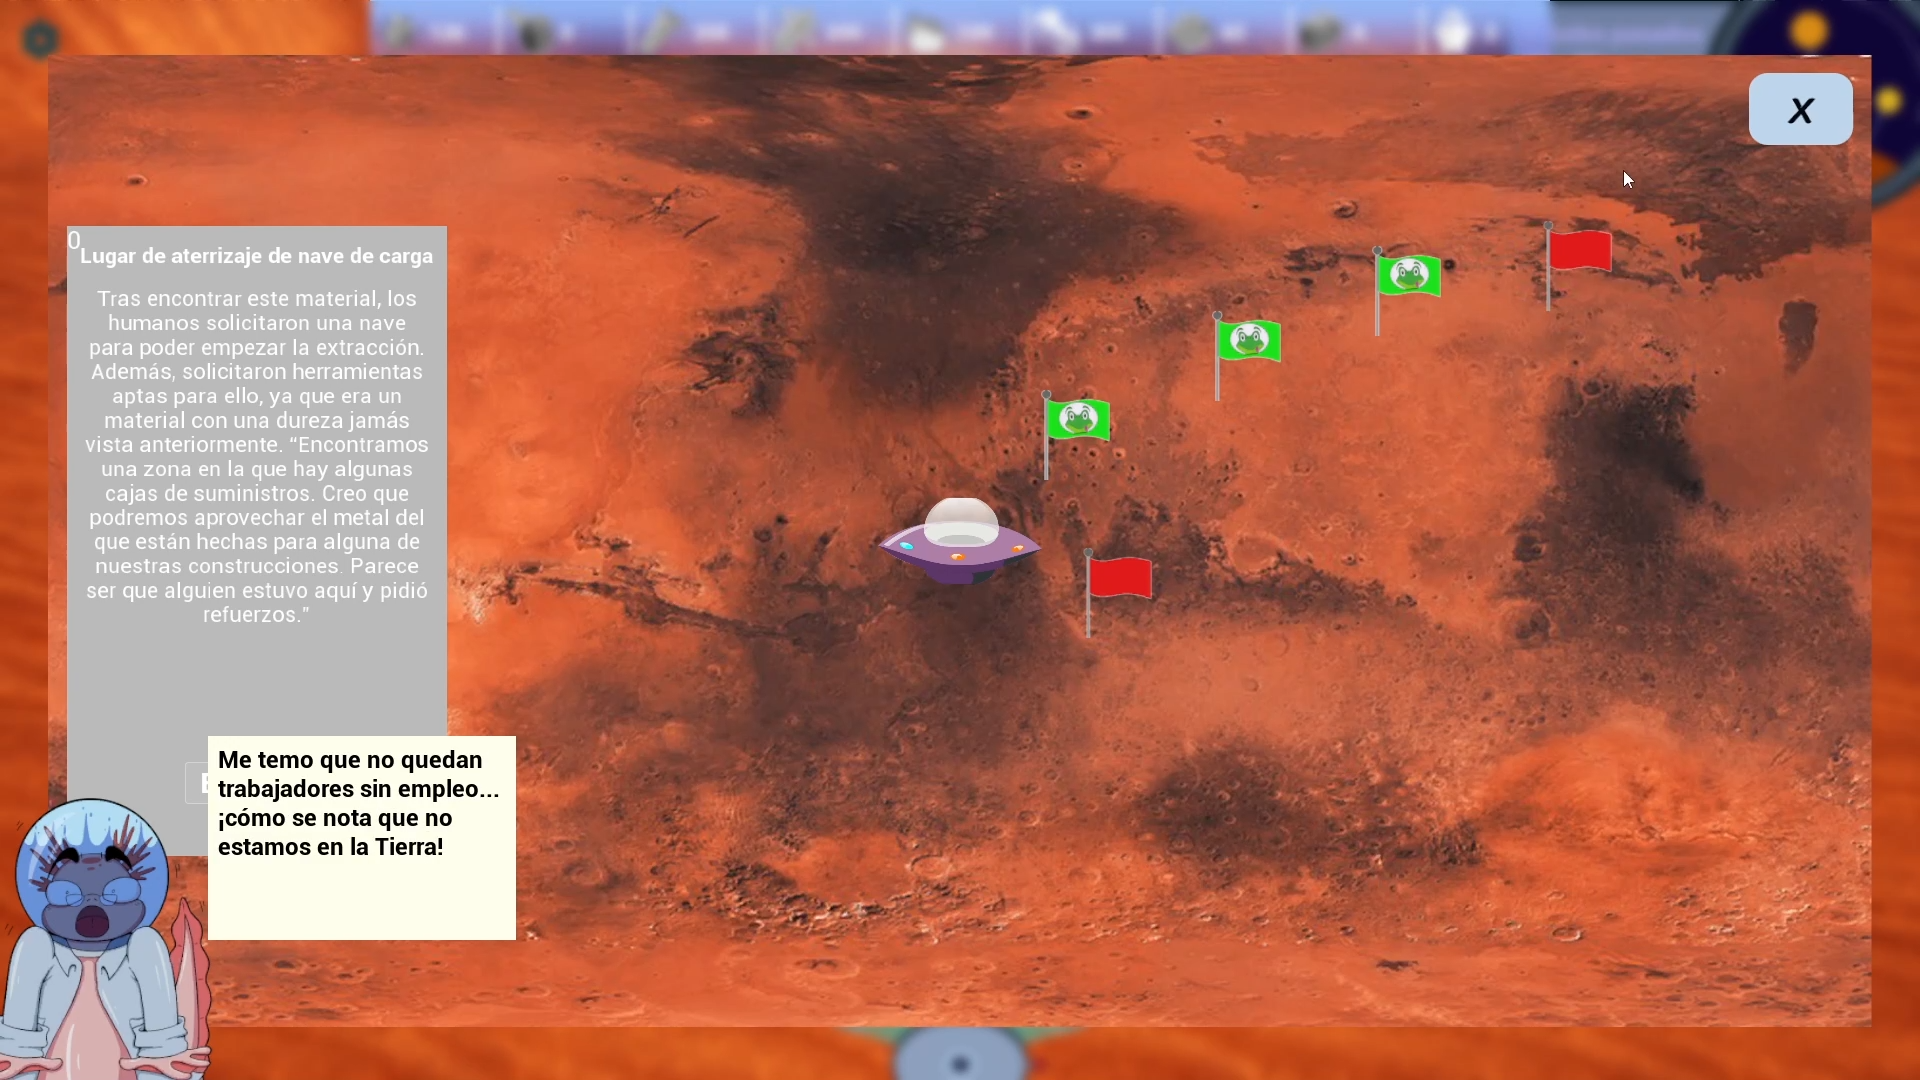 X
0
Lugar de aterrizaje de nave de carga
Tras encontrar este material, los
humanos solicitaron una nave
para poder empezar la extracción.
Además, solicitaron herramientas
aptas para ello, ya que era un
material con una dureza jamás
vista anteriormente. “Encontramos
una zona en la que hay algunas
cajas de suministros. Creo que
podremos aprovechar el metal del
que están hechas para alguna de
nuestras construcciones. Parece
ser que alguien estuvo aquí y pidió
refuerzos.”
Me temo que no quedan
trabajadores sin empleo...
¡cómo se nota que no
estamos en la Tierra!